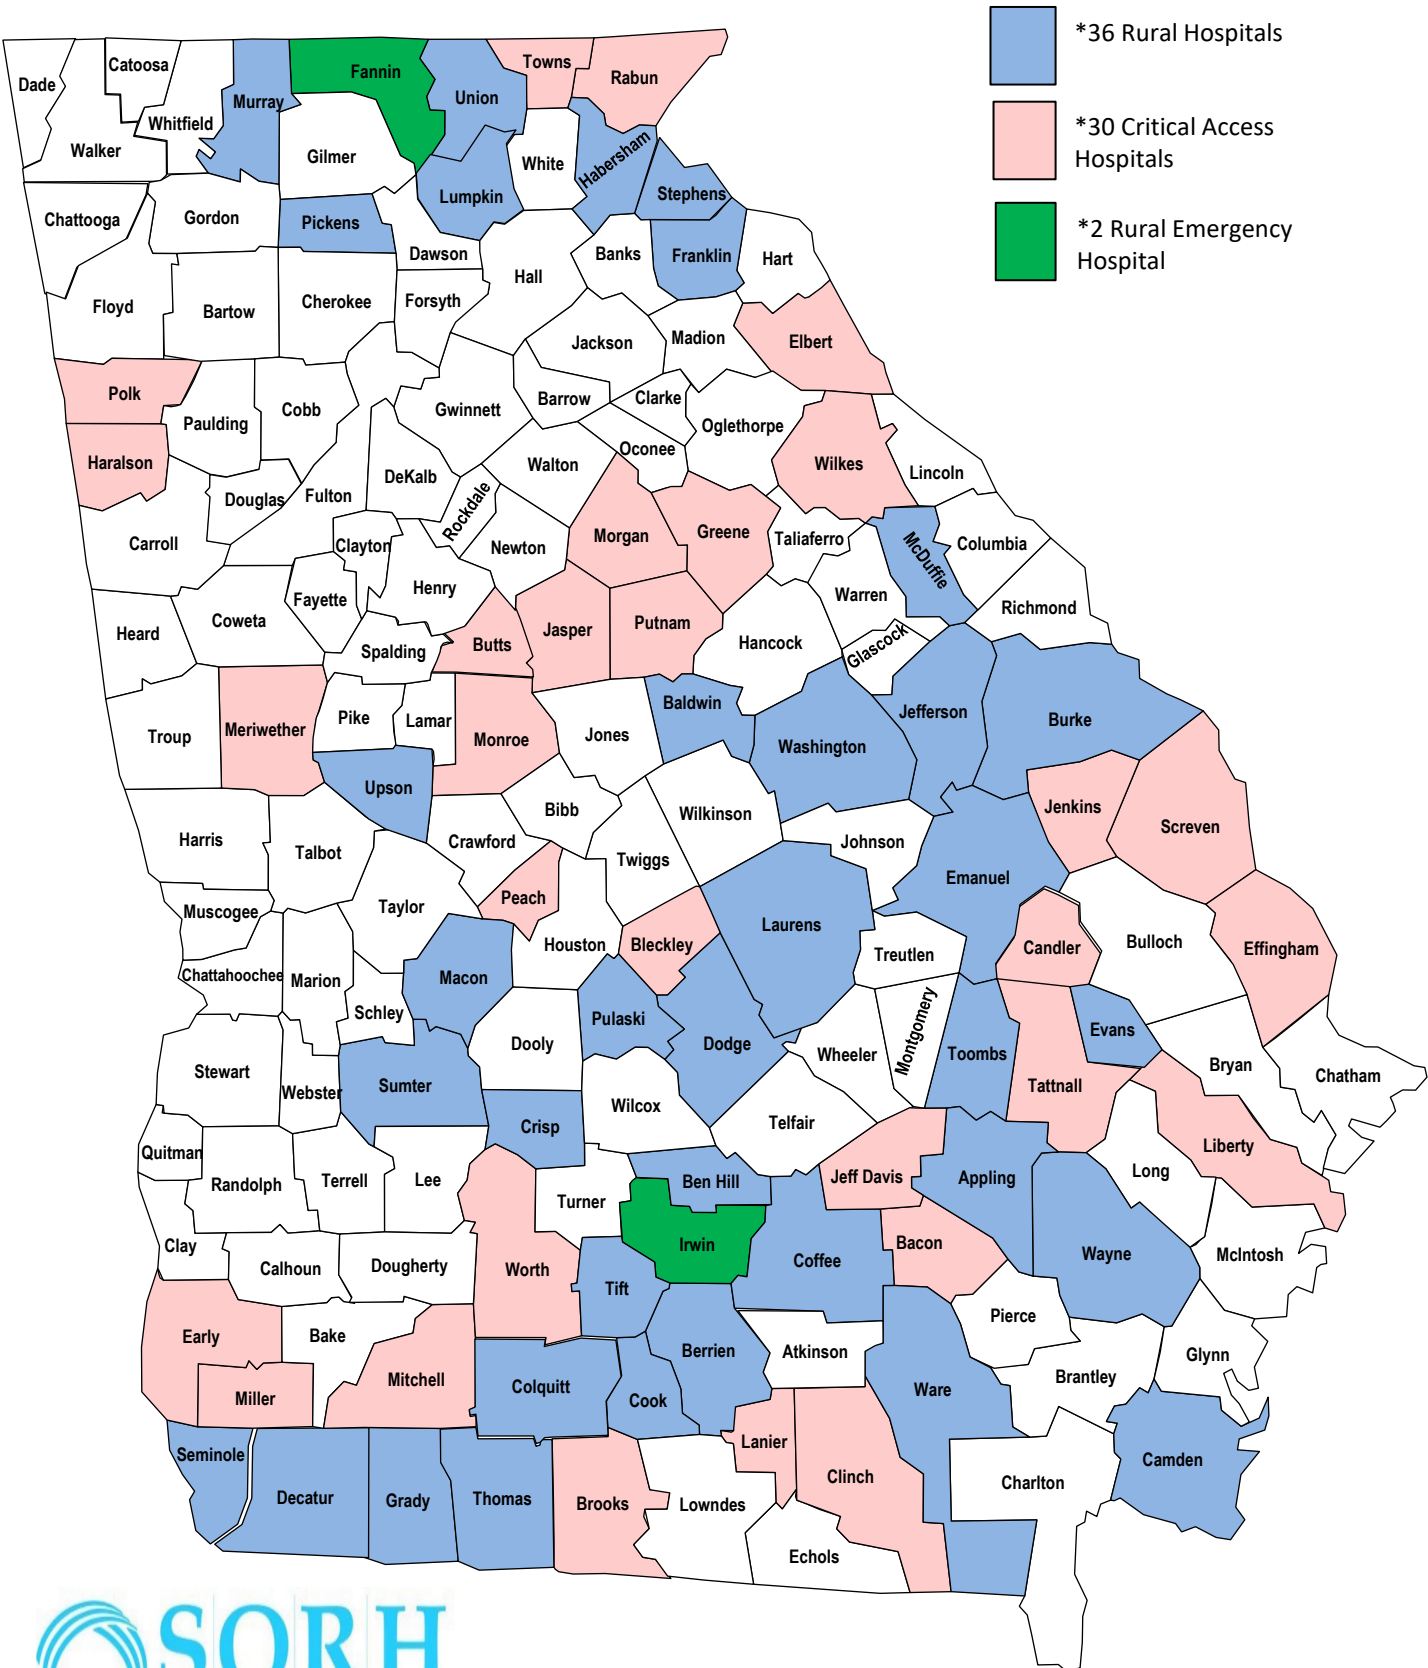 *36 Rural Hospitals
*30 Critical Access
Hospitals
*2 Rural Emergency
Hospital
Dade
Catoosa
Whitfield
Walker
Murray
Fannin
Gilmer
Union
Towns
Rabun
White
Habersham
Lumpkin
Stephens
Chattooga
Gordon
Pickens
Dawson
Hall
Banks
Franklin
Hart
Floyd
Bartow
Cherokee
Forsyth
Jackson
Madion
Elbert
Polk
Paulding
Cobb
Gwinnett
Barrow
Clarke
Oglethorpe
Oconee
Haralson
Douglas
Fulton
DeKalb
Rockdale
Walton
Wilkes
Lincoln
Carroll
Clayton
Newton
Morgan
Greene
Taliaferro
McDuffie
Columbia
Henry
Fayette
Warren
Richmond
Heard
Coweta
Spalding
Butts
Jasper
Putnam
Hancock
Glascock
Troup
Meriwether
Pike
Lamar
Monroe
Jones
Baldwin
Washington
Jefferson
Burke
Upson
Bibb
Wilkinson
Jenkins
Screven
Harris
Talbot
Crawford
Twiggs
Johnson
Emanuel
Muscogee
Taylor
Peach
Houston
Bleckley
Laurens
Treutlen
Candler
Bulloch
Effingham
Chattahoochee
Marion
Macon
Schley
Dooly
Pulaski
Dodge
Wheeler
Montgomery
Toombs
Evans
Tattnall
Bryan
Chatham
Stewart
Webster
Sumter
Crisp
Wilcox
Telfair
Liberty
Quitman
Randolph
Terrell
Lee
Turner
Ben Hill
Jeff Davis
Appling
Long
Clay
Calhoun
Dougherty
Worth
Irwin
Tift
Coffee
Bacon
Wayne
McIntosh
Early
Bake
Mitchell
Miller
Colquitt
Cook
Berrien
Atkinson
Pierce
Ware
Brantley
Glynn
Seminole
Decatur
Grady
Thomas
Brooks
Lowndes
Lanier
Clinch
Echols
Charlton
Camden
SORH